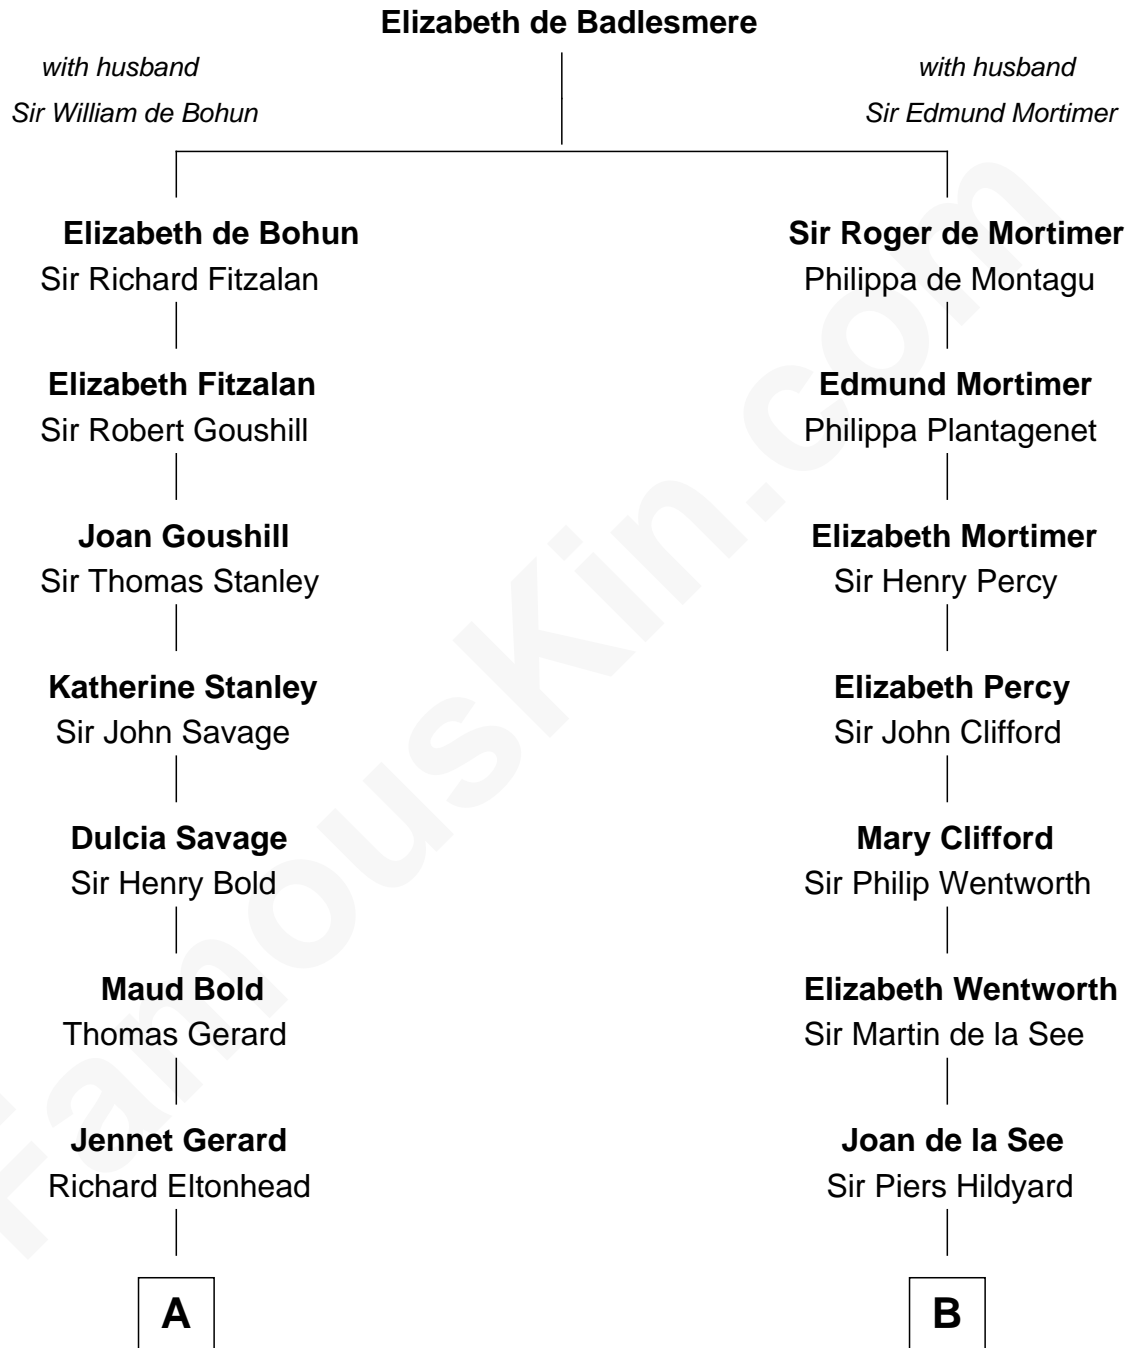 Elizabeth de Badlesmere
with husband
Sir William de Bohun
with husband
Sir Edmund Mortimer
Elizabeth de Bohun
Sir Richard Fitzalan
Sir Roger de Mortimer
Philippa de Montagu
Elizabeth Fitzalan
Sir Robert Goushill
Edmund Mortimer
Philippa Plantagenet
Joan Goushill
Sir Thomas Stanley
Elizabeth Mortimer
Sir Henry Percy
Katherine Stanley
Sir John Savage
Elizabeth Percy
Sir John Clifford
Dulcia Savage
Sir Henry Bold
Mary Clifford
Sir Philip Wentworth
Maud Bold
Thomas Gerard
Elizabeth Wentworth
Sir Martin de la See
Jennet Gerard
Richard Eltonhead
Joan de la See
Sir Piers Hildyard
A
B
FamousKin.com